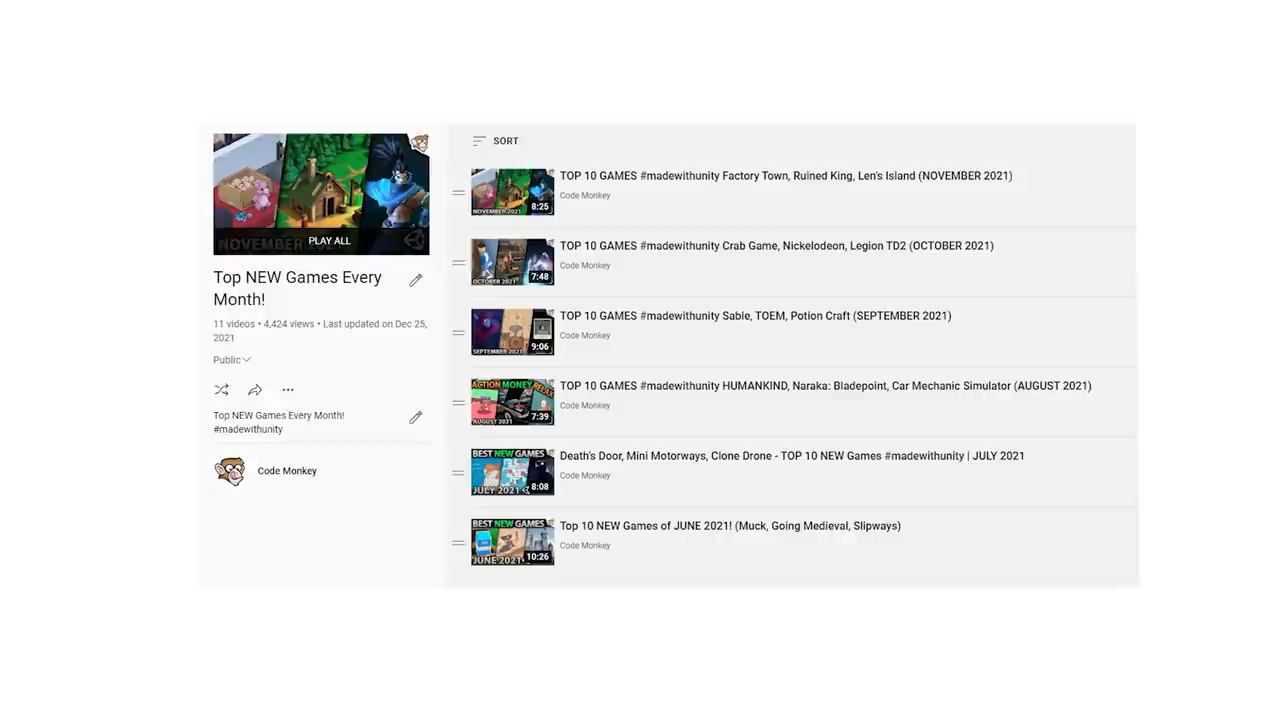 NOVEMBER 2021
PLAY ALL
Top NEW Games Every
Month!
11 videos • 4,424 views • Last updated on Dec 25,
2021
Public
Top NEW Games Every Month!
#madewithunity
Code Monkey
SORT
NOVEMBER 2021
8:25
TOP 10 GAMES #madewithunity Factory Town, Ruined King, Len's Island (NOVEMBER 2021)
Code Monkey
OCTOBER 2021
7:48
TOP 10 GAMES #madewithunity Crab Game, Nickelodeon, Legion TD2 (OCTOBER 2021)
Code Monkey
SEPTEMBER 2021
9:06
TOP 10 GAMES #madewithunity Sable, TOEM, Potion Craft (SEPTEMBER 2021)
Code Monkey
ACTION MONEY RELAX
AUGUST 2021
7:39
TOP 10 GAMES #madewithunity HUMANKIND, Naraka: Bladepoint, Car Mechanic Simulator (AUGUST 2021)
Code Monkey
BEST NEW GAMES
JULY 2021
8:08
Death's Door, Mini Motorways, Clone Drone - TOP 10 NEW Games #madewithunity | JULY 2021
Code Monkey
BEST NEW GAMES
JUNE 2021
10:26
Top 10 NEW Games of JUNE 2021! (Muck, Going Medieval, Slipways)
Code Monkey